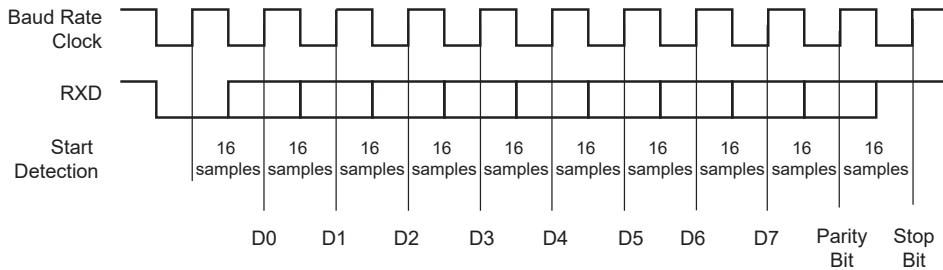 Baud Rate
Clock
RXD
Start
Detection
16 16 16 16 16 16 16 16 16 16
samples samples samples samples samples samples samples samples samples samples
D0 D1 D2 D3 D4 D5 D6 D7 Parity Stop
Bit Bit